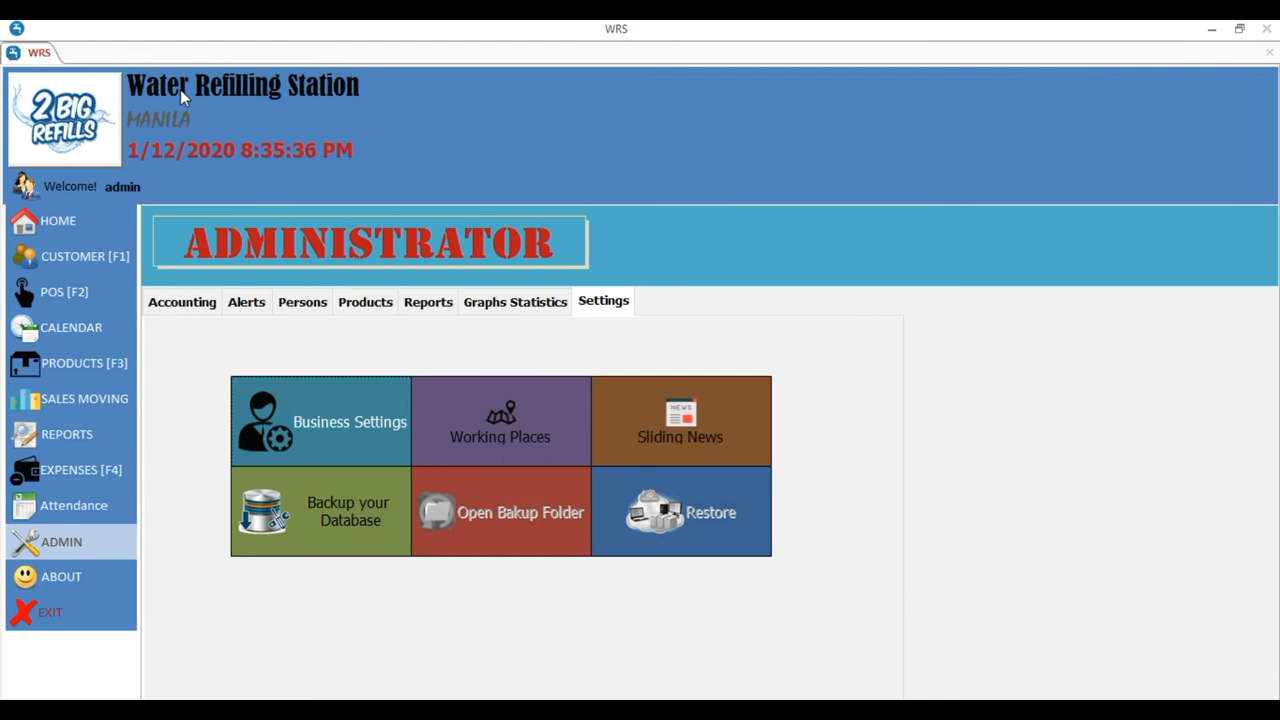 WRS
WRS
2 BIG
REFILLS
Water Refilling Station
MANILA
1/12/2020 8:35:36 PM
Welcome! admin
HOME
CUSTOMER [F1]
POS [F2]
CALENDAR
PRODUCTS [F3]
SALES MOVING
REPORTS
EXPENSES [F4]
Attendance
ADMIN
ABOUT
EXIT
ADMINISTRATOR
Accounting Alerts Persons Products Reports Graphs Statistics Settings
Business Settings
Working Places
NEWS
Sliding News
Backup your
Database
Open Bakup Folder
Restore